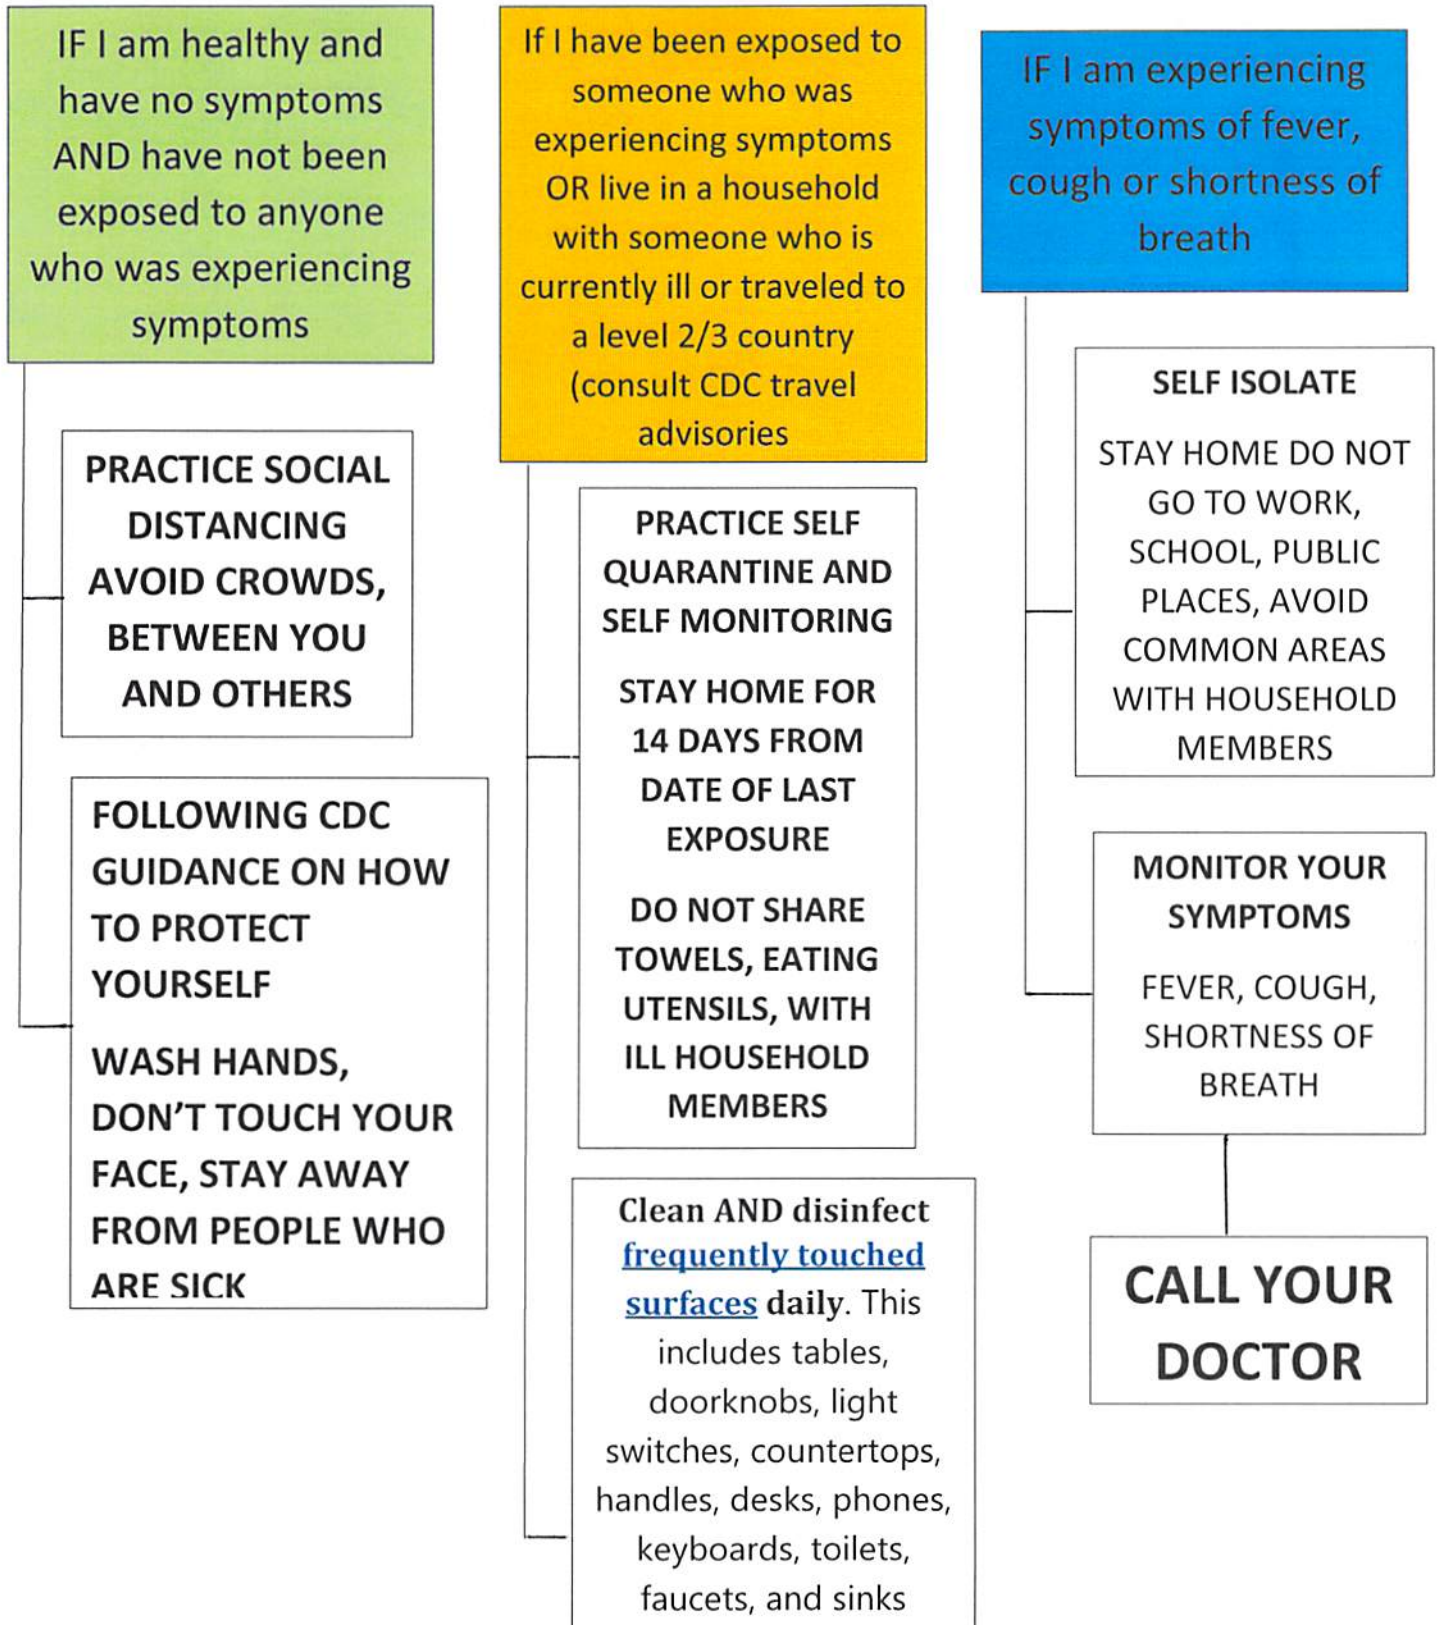 IF I am healthy and
have no symptoms
AND have not been
exposed to anyone
who was experiencing
symptoms
PRACTICE SOCIAL
DISTANCING
AVOID CROWDS,
BETWEEN YOU
AND OTHERS
FOLLOWING CDC
GUIDANCE ON HOW
TO PROTECT
YOURSELF
WASH HANDS,
DON'T TOUCH YOUR
FACE, STAY AWAY
FROM PEOPLE WHO
ARE SICK
If I have been exposed to
someone who was
experiencing symptoms
OR live in a household
with someone who is
currently ill or traveled to
a level 2/3 country
(consult CDC travel
advisories
PRACTICE SELF
QUARANTINE AND
SELF MONITORING
STAY HOME FOR
14 DAYS FROM
DATE OF LAST
EXPOSURE
DO NOT SHARE
TOWELS, EATING
UTENSILS, WITH
ILL HOUSEHOLD
MEMBERS
Clean AND disinfect
frequently touched
surfaces daily. This
includes tables,
doorknobs, light
switches, countertops,
handles, desks, phones,
keyboards, toilets,
faucets, and sinks
IF I am experiencing
symptoms of fever,
cough or shortness of
breath
SELF ISOLATE
STAY HOME DO NOT
GO TO WORK,
SCHOOL, PUBLIC
PLACES, AVOID
COMMON AREAS
WITH HOUSEHOLD
MEMBERS
MONITOR YOUR
SYMPTOMS
FEVER, COUGH,
SHORTNESS OF
BREATH
CALL YOUR
DOCTOR